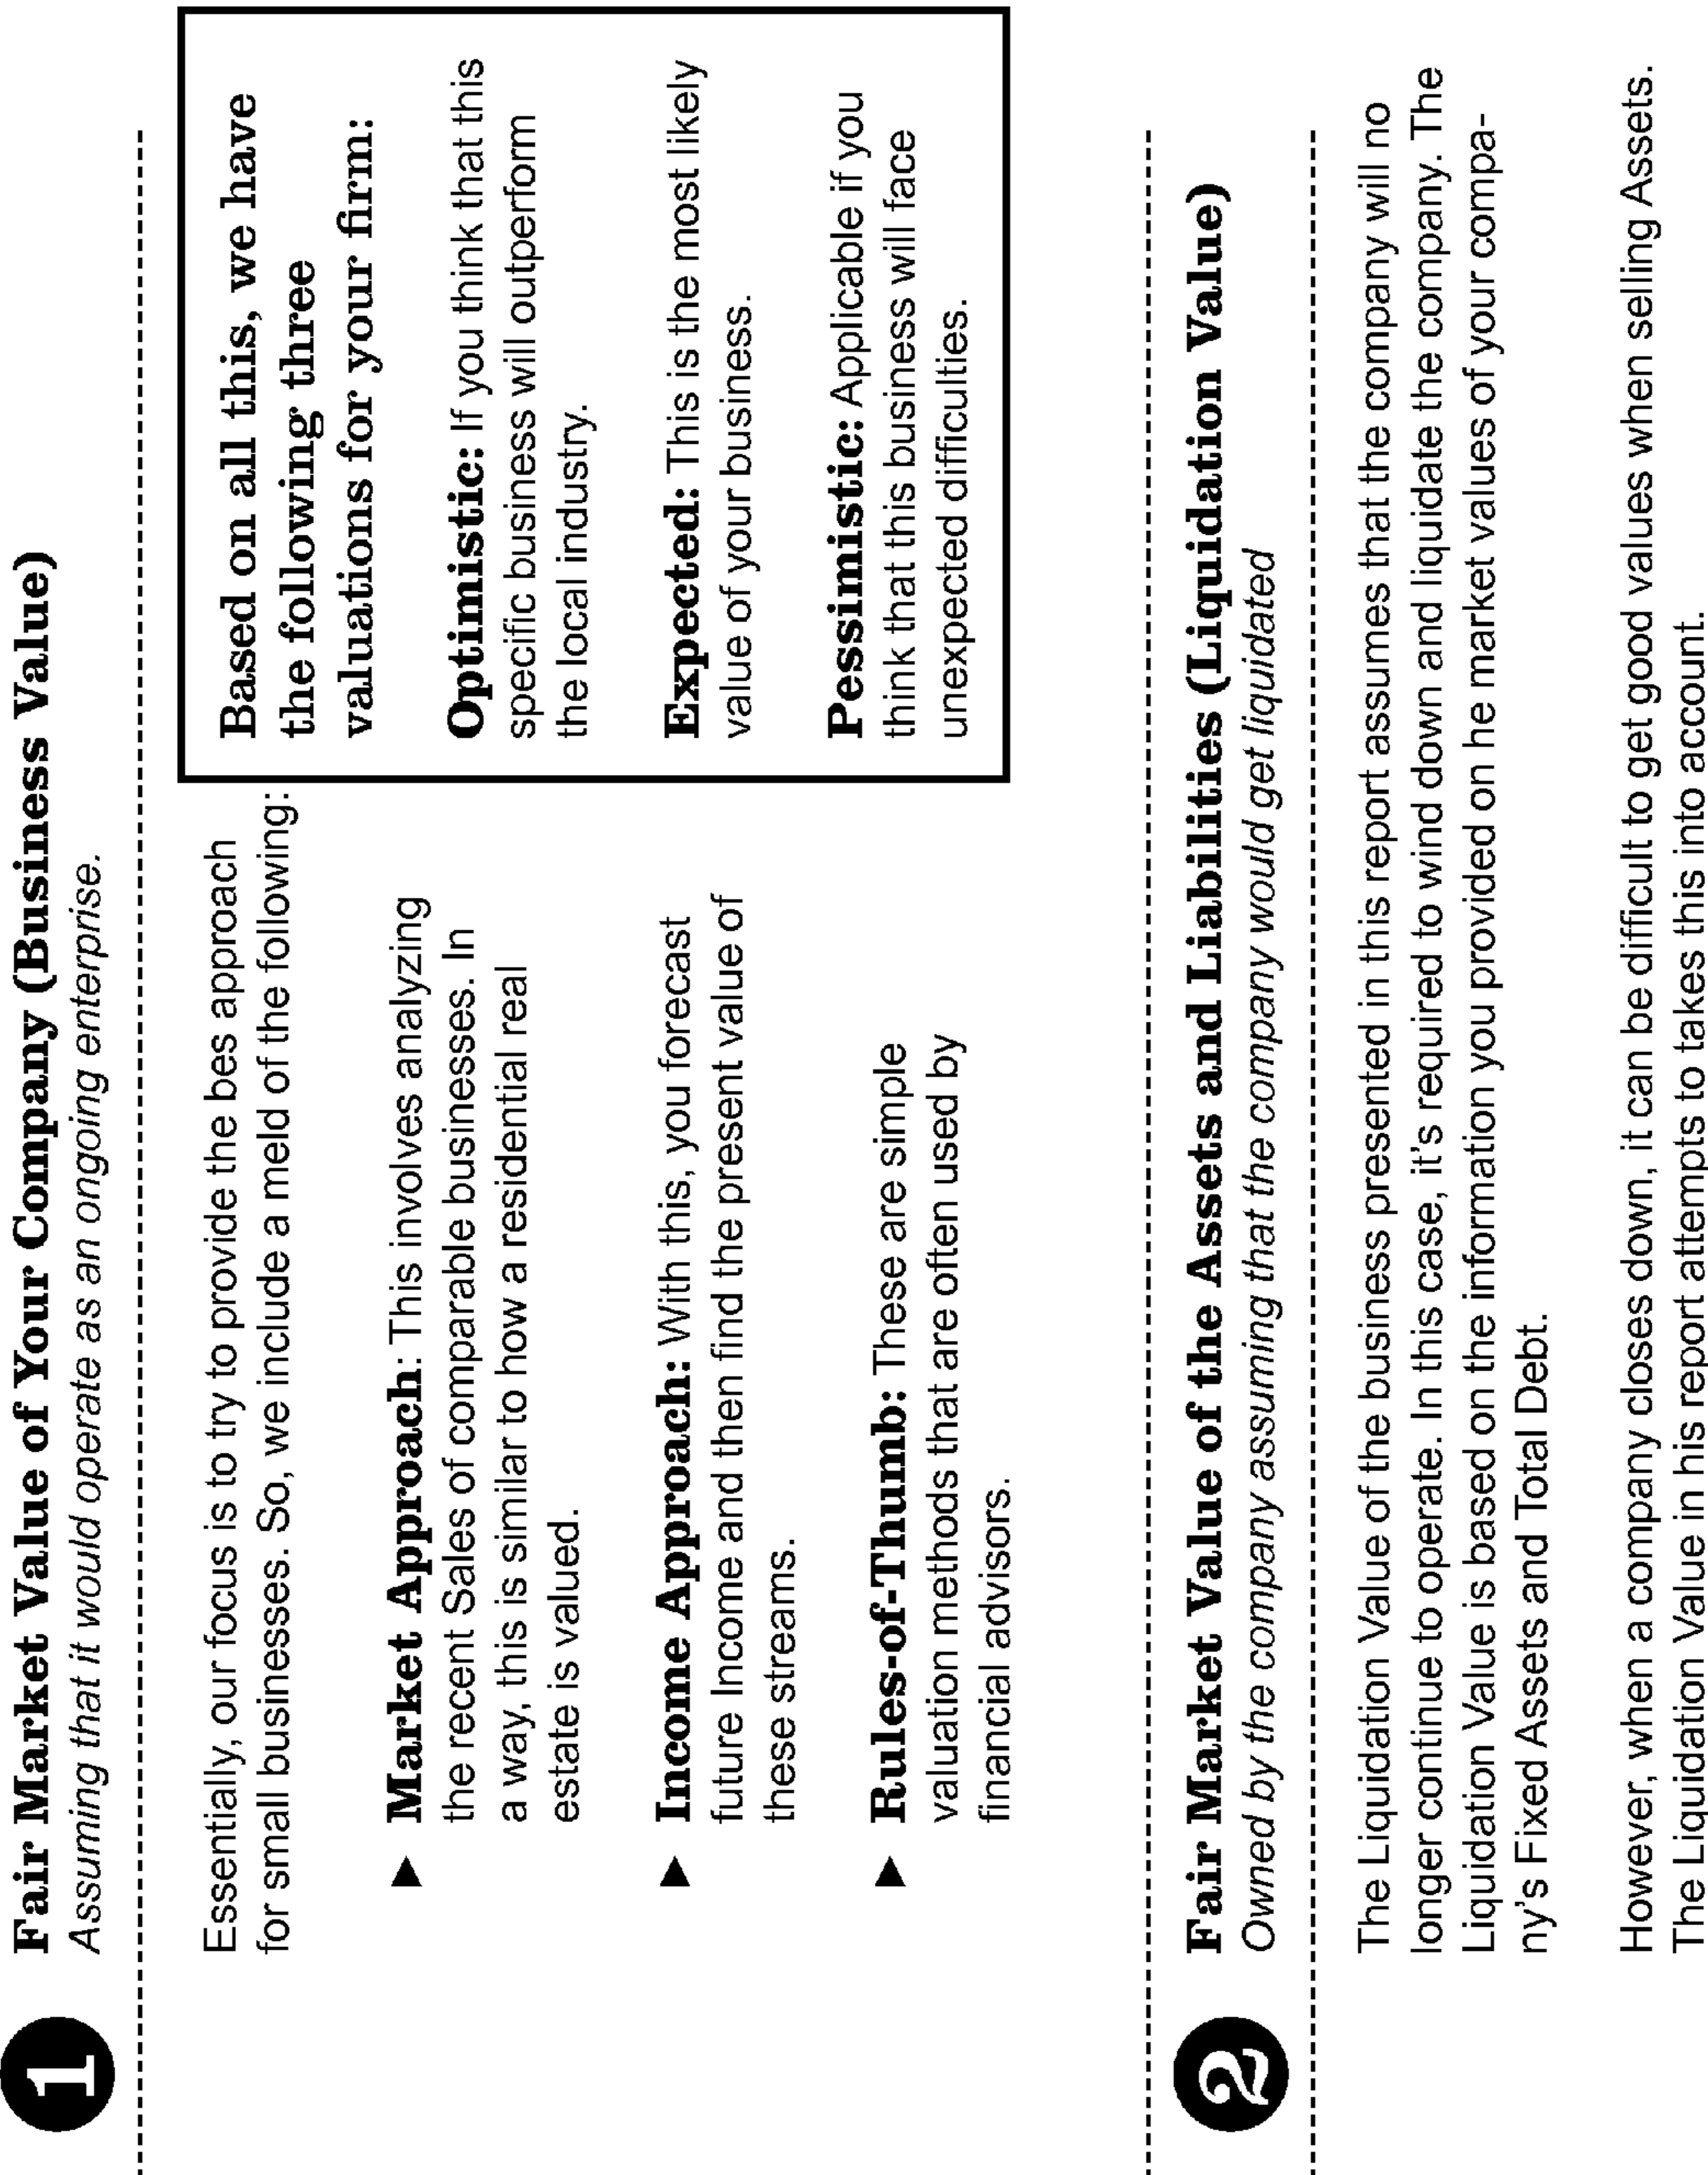 1 Fair Market Value of Your Company (Business Value)
Assuming that it would operate as an ongoing enterprise.
Essentially, our focus is to try to provide the bes approach
for small businesses. So, we include a meld of the following:
▶ Market Approach: This involves analyzing
the recent Sales of comparable businesses. In
a way, this is similar to how a residential real
estate is valued.
▶ Income Approach: With this, you forecast
future Income and then find the present value of
these streams.
▶ Rules-of-Thumb: These are simple
valuation methods that are often used by
financial advisors.
Based on all this, we have
the following three
valuations for your firm:
Optimistic: If you think that this
specific business will outperform
the local industry.
Expected: This is the most likely
value of your business.
Pessimistic: Applicable if you
think that this business will face
unexpected difficulties.
2 Fair Market Value of the Assets and Liabilities (Liquidation Value)
Owned by the company assuming that the company would get liquidated
The Liquidation Value of the business presented in this report assumes that the company will no
longer continue to operate. In this case, it's required to wind down and liquidate the company. The
Liquidation Value is based on the information you provided on he market values of your compa-
ny's Fixed Assets and Total Debt.
However, when a company closes down, it can be difficult to get good values when selling Assets.
The Liquidation Value in his report attempts to takes this into account.